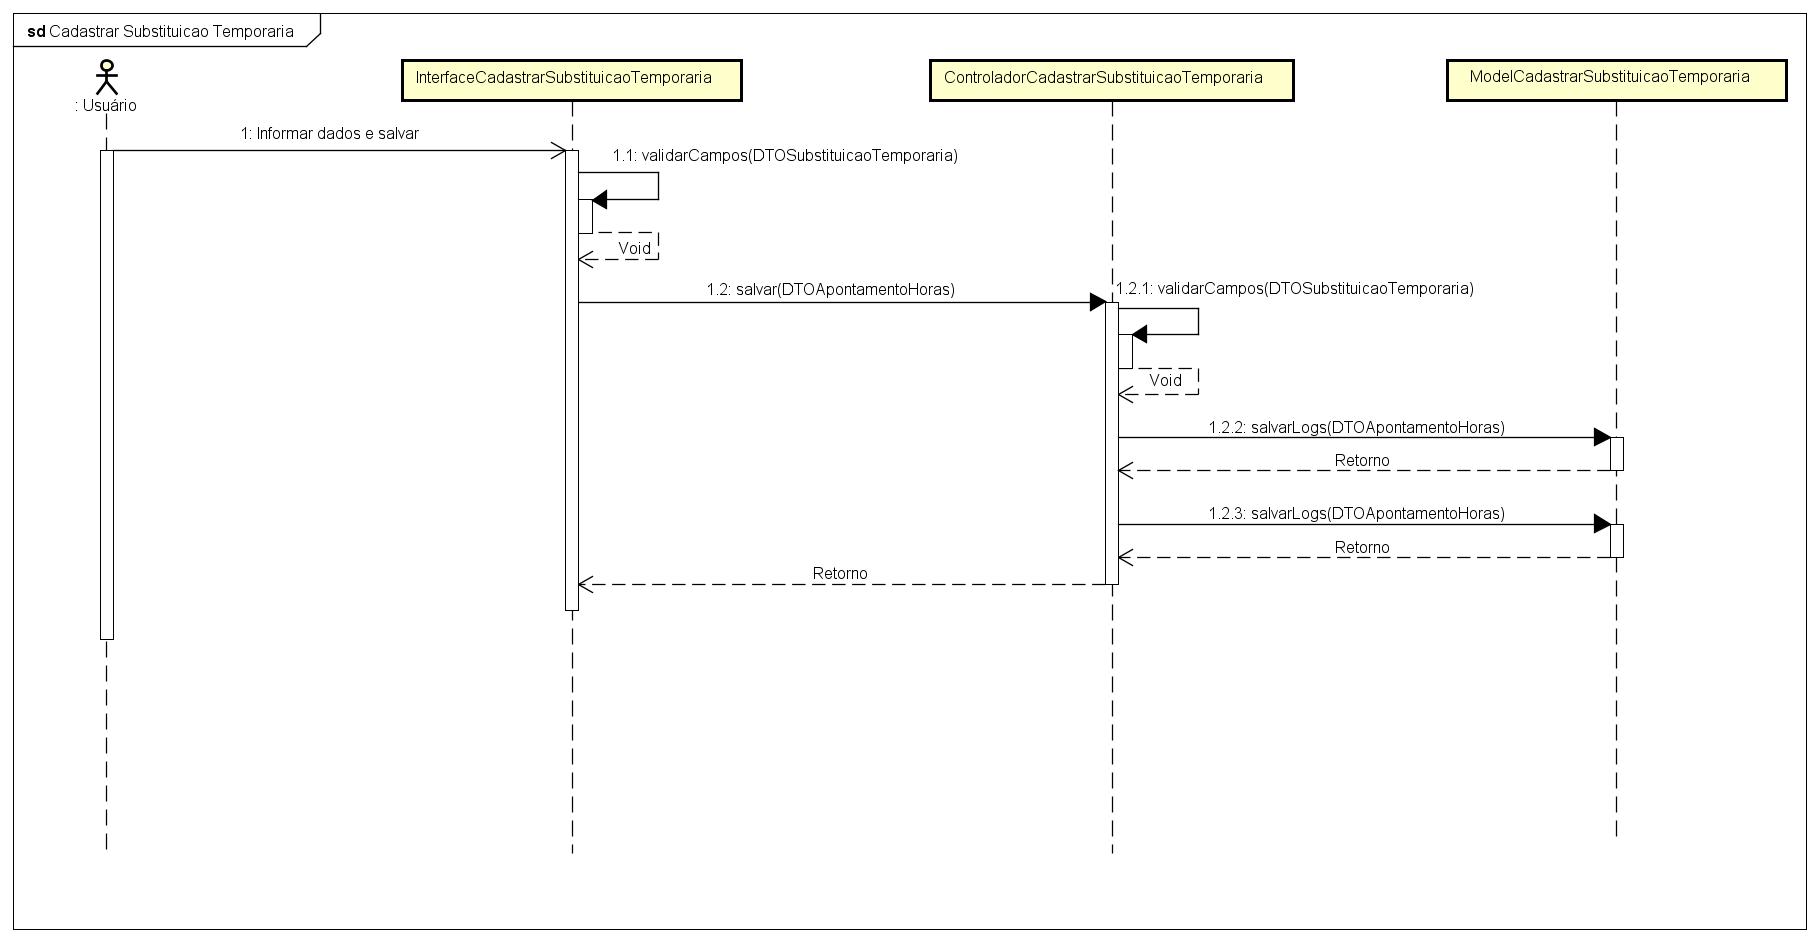 sd Cadastrar Substituicao Temporaria
: Usuário
InterfaceCadastrarSubstituicaoTemporaria
ControladorCadastrarSubstituicaoTemporaria
ModelCadastrarSubstituicaoTemporaria
1: Informar dados e salvar
1.1: validarCampos(DTOSubstituicaoTemporaria)
Void
1.2: salvar(DTOApontamentoHoras)
1.2.1: validarCampos(DTOSubstituicaoTemporaria)
Void
1.2.2: salvarLogs(DTOApontamentoHoras)
Retorno
1.2.3: salvarLogs(DTOApontamentoHoras)
Retorno
Retorno